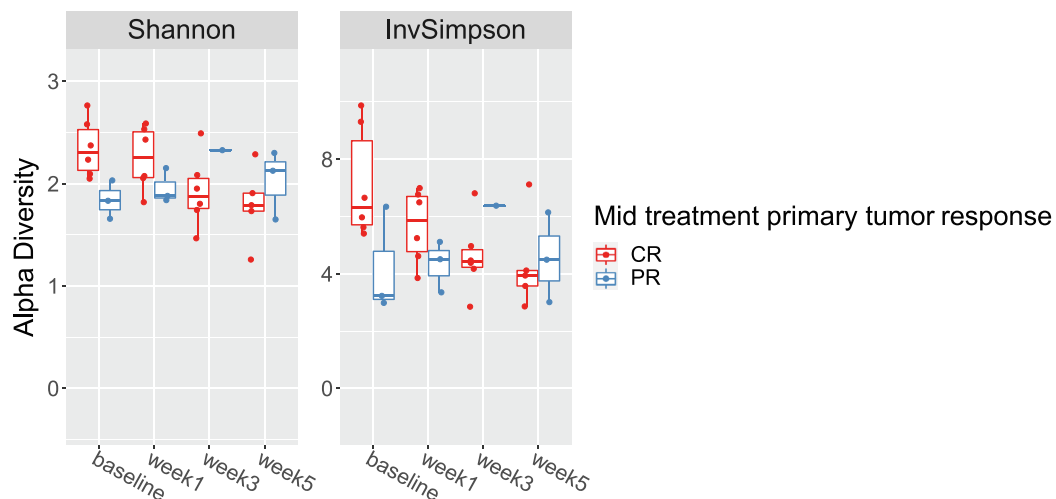 Shannon
InvSimpson
Alpha Diversity
3
2
1
0
8
4
0
baseline
week1
week3
week5
baseline
week1
week3
week5
Mid treatment primary tumor response
CR
PR